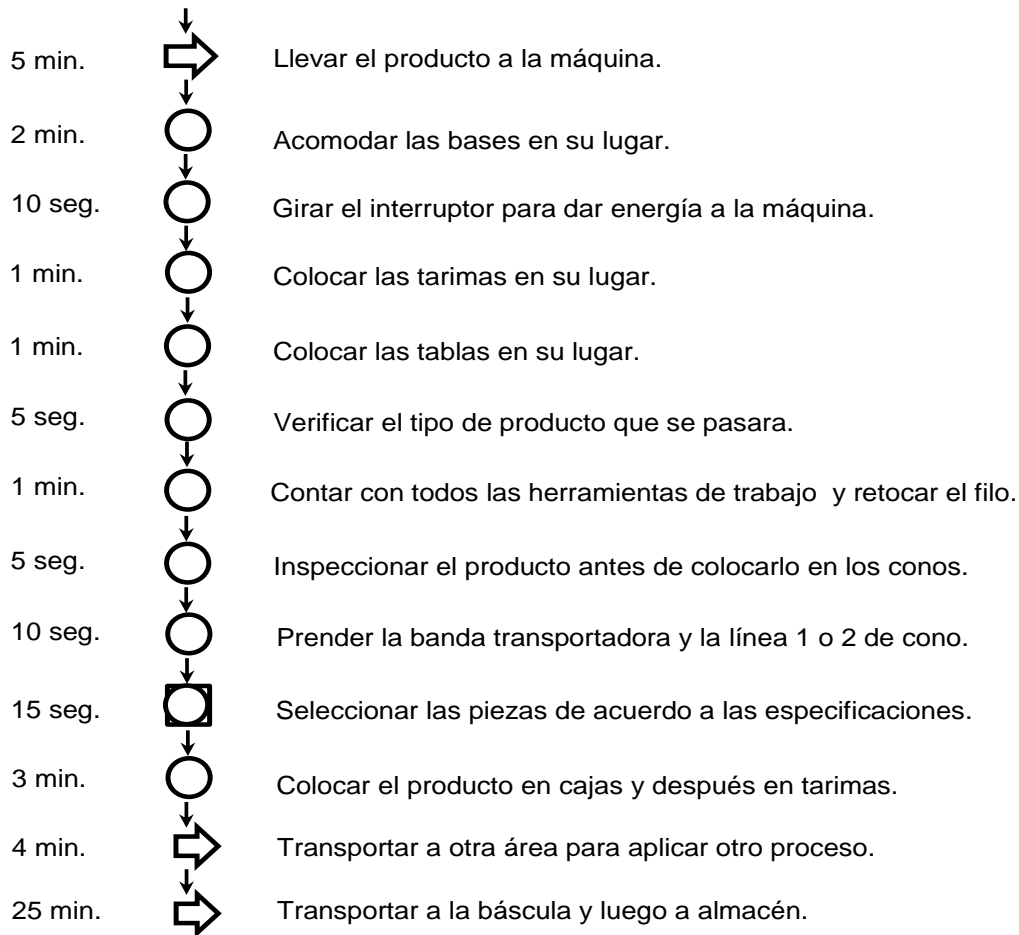 5 min. Llevar el producto a la máquina.
2 min. Acomodar las bases en su lugar.
10 seg. Girar el interruptor para dar energía a la máquina.
1 min. Colocar las tarimas en su lugar.
1 min. Colocar las tablas en su lugar.
5 seg. Verificar el tipo de producto que se pasara.
1 min. Contar con todos las herramientas de trabajo y retocar el filo.
5 seg. Inspeccionar el producto antes de colocarlo en los conos.
10 seg. Prender la banda transportadora y la línea 1 o 2 de cono.
15 seg. Seleccionar las piezas de acuerdo a las especificaciones.
3 min. Colocar el producto en cajas y después en tarimas.
4 min. Transportar a otra área para aplicar otro proceso.
25 min. Transportar a la báscula y luego a almacén.